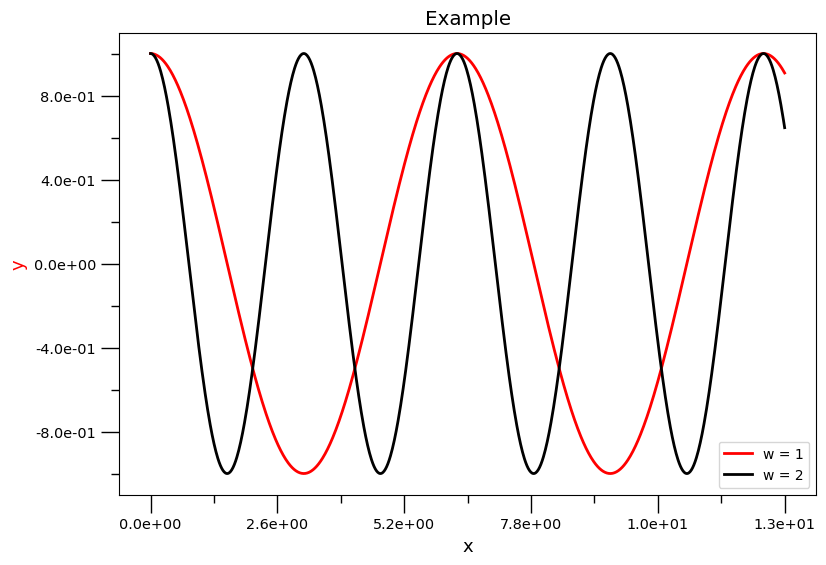 Example
8.0e-01
4.0e-01
y
0.0e+00
-4.0e-01
-8.0e-01
w = 1
w = 2
0.0e+00 2.6e+00 5.2e+00 7.8e+00 1.0e+01 1.3e+01
x